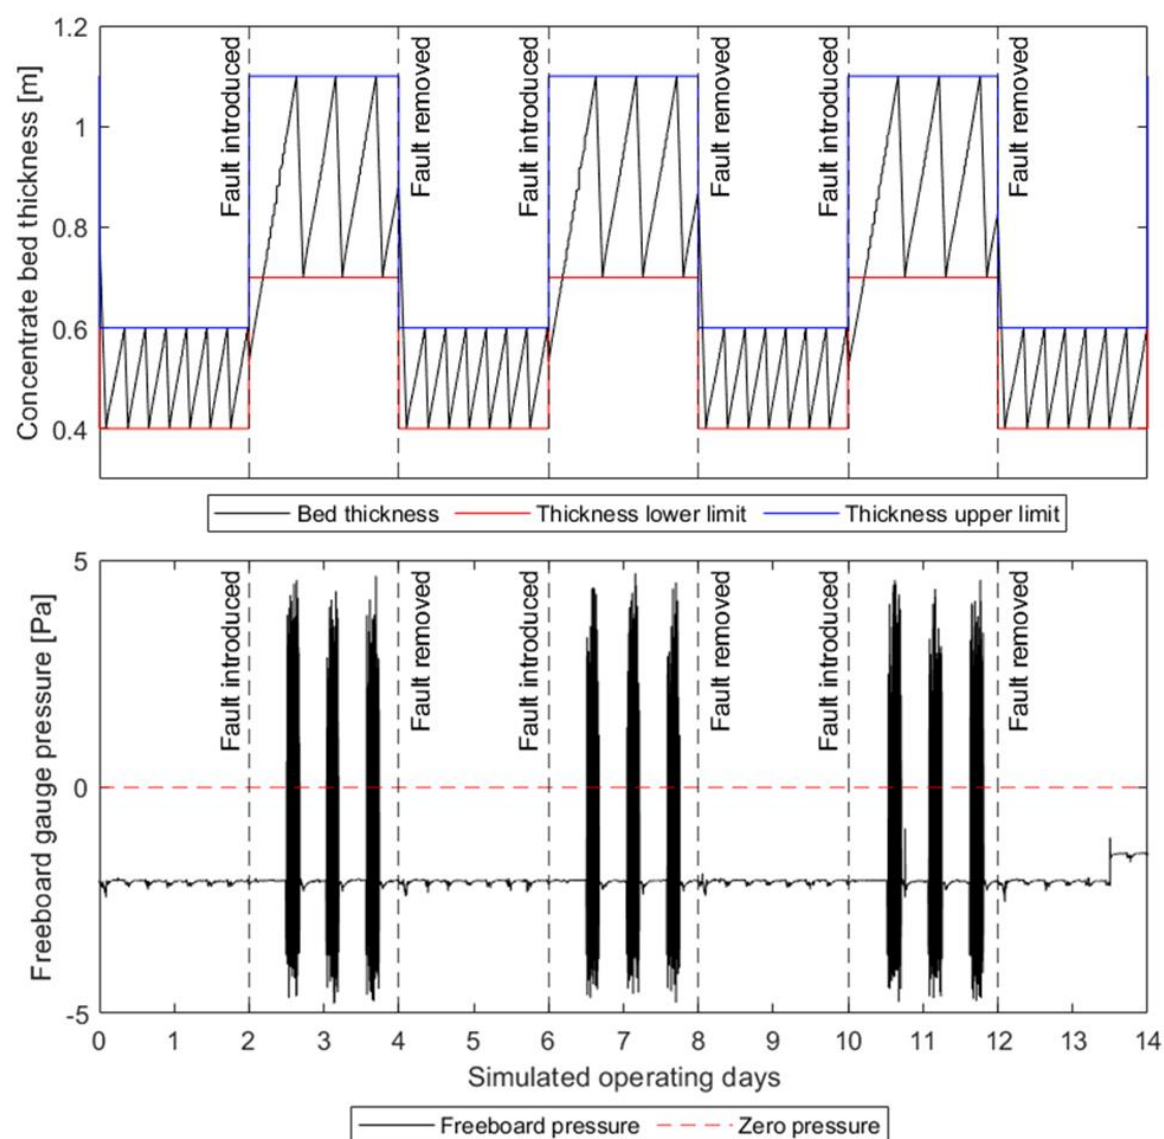 Concentrate bed thickness [m]
1.2
1
0.8
0.6
0.4
Fault introduced
Fault removed
Fault introduced
Fault removed
Fault introduced
Fault removed
Bed thickness
Thickness lower limit
Thickness upper limit
Freeboard gauge pressure [Pa]
5
0
-5
Fault introduced
Fault removed
Fault introduced
Fault removed
Fault introduced
Fault removed
0 1 2 3 4 5 6 7 8 9 10 11 12 13 14
Simulated operating days
Freeboard pressure
Zero pressure